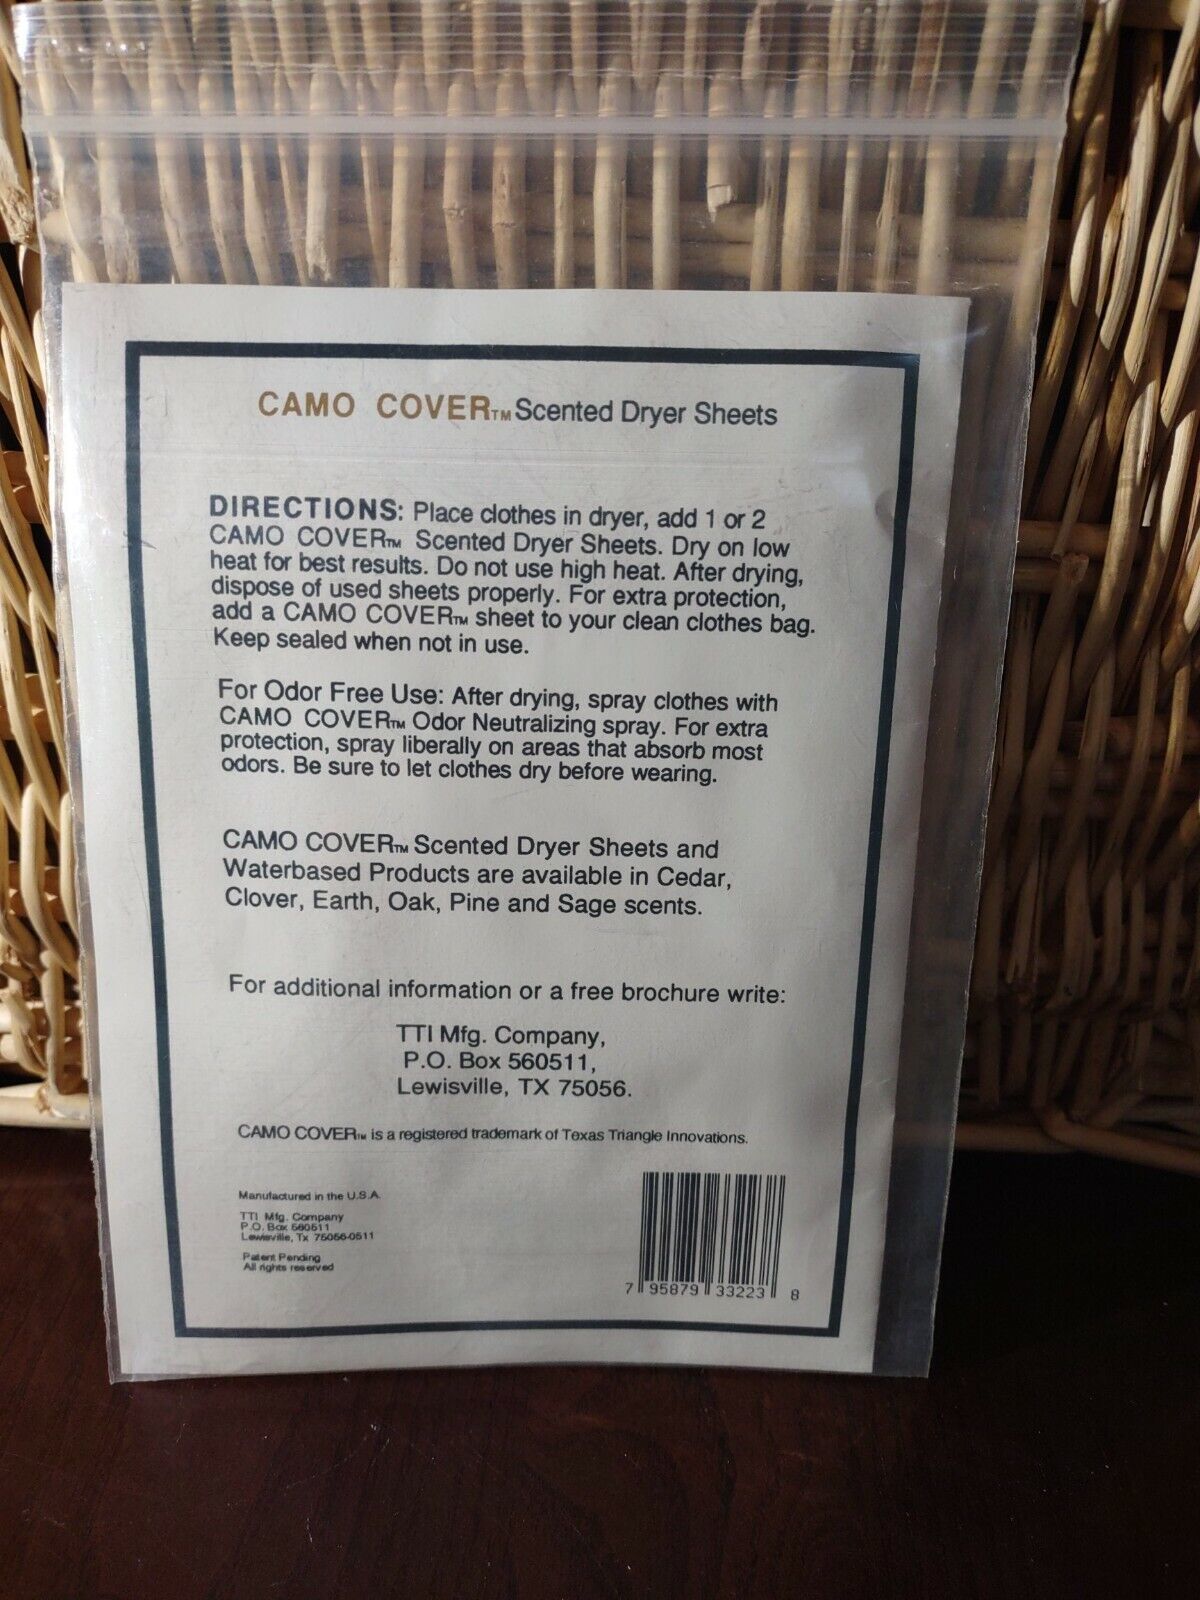 CAMO COVER™ Scented Dryer Sheets
DIRECTIONS: Place clothes in dryer, add 1 or 2
CAMO COVER™ Scented Dryer Sheets. Dry on low
heat for best results. Do not use high heat. After drying,
dispose of used sheets properly. For extra protection,
add a CAMO COVER™ sheet to your clean clothes bag.
Keep sealed when not in use.
For Odor Free Use: After drying, spray clothes with
CAMO COVER™ Odor Neutralizing spray. For extra
protection, spray liberally on areas that absorb most
odors. Be sure to let clothes dry before wearing.
CAMO COVER™ Scented Dryer Sheets and
Waterbased Products are available in Cedar,
Clover, Earth, Oak, Pine and Sage scents.
For additional information or a free brochure write:
TTI Mfg. Company,
P.O. Box 560511,
Lewisville, TX 75056.
CAMO COVER™ is a registered trademark of Texas Triangle Innovations.
Manufactured in the U.S.A.
TTI Mfg. Company
P.O. Box 560511
Lewisville, Tx 75056-0511
Patent Pending
All rights reserved
7 95879 33223 8